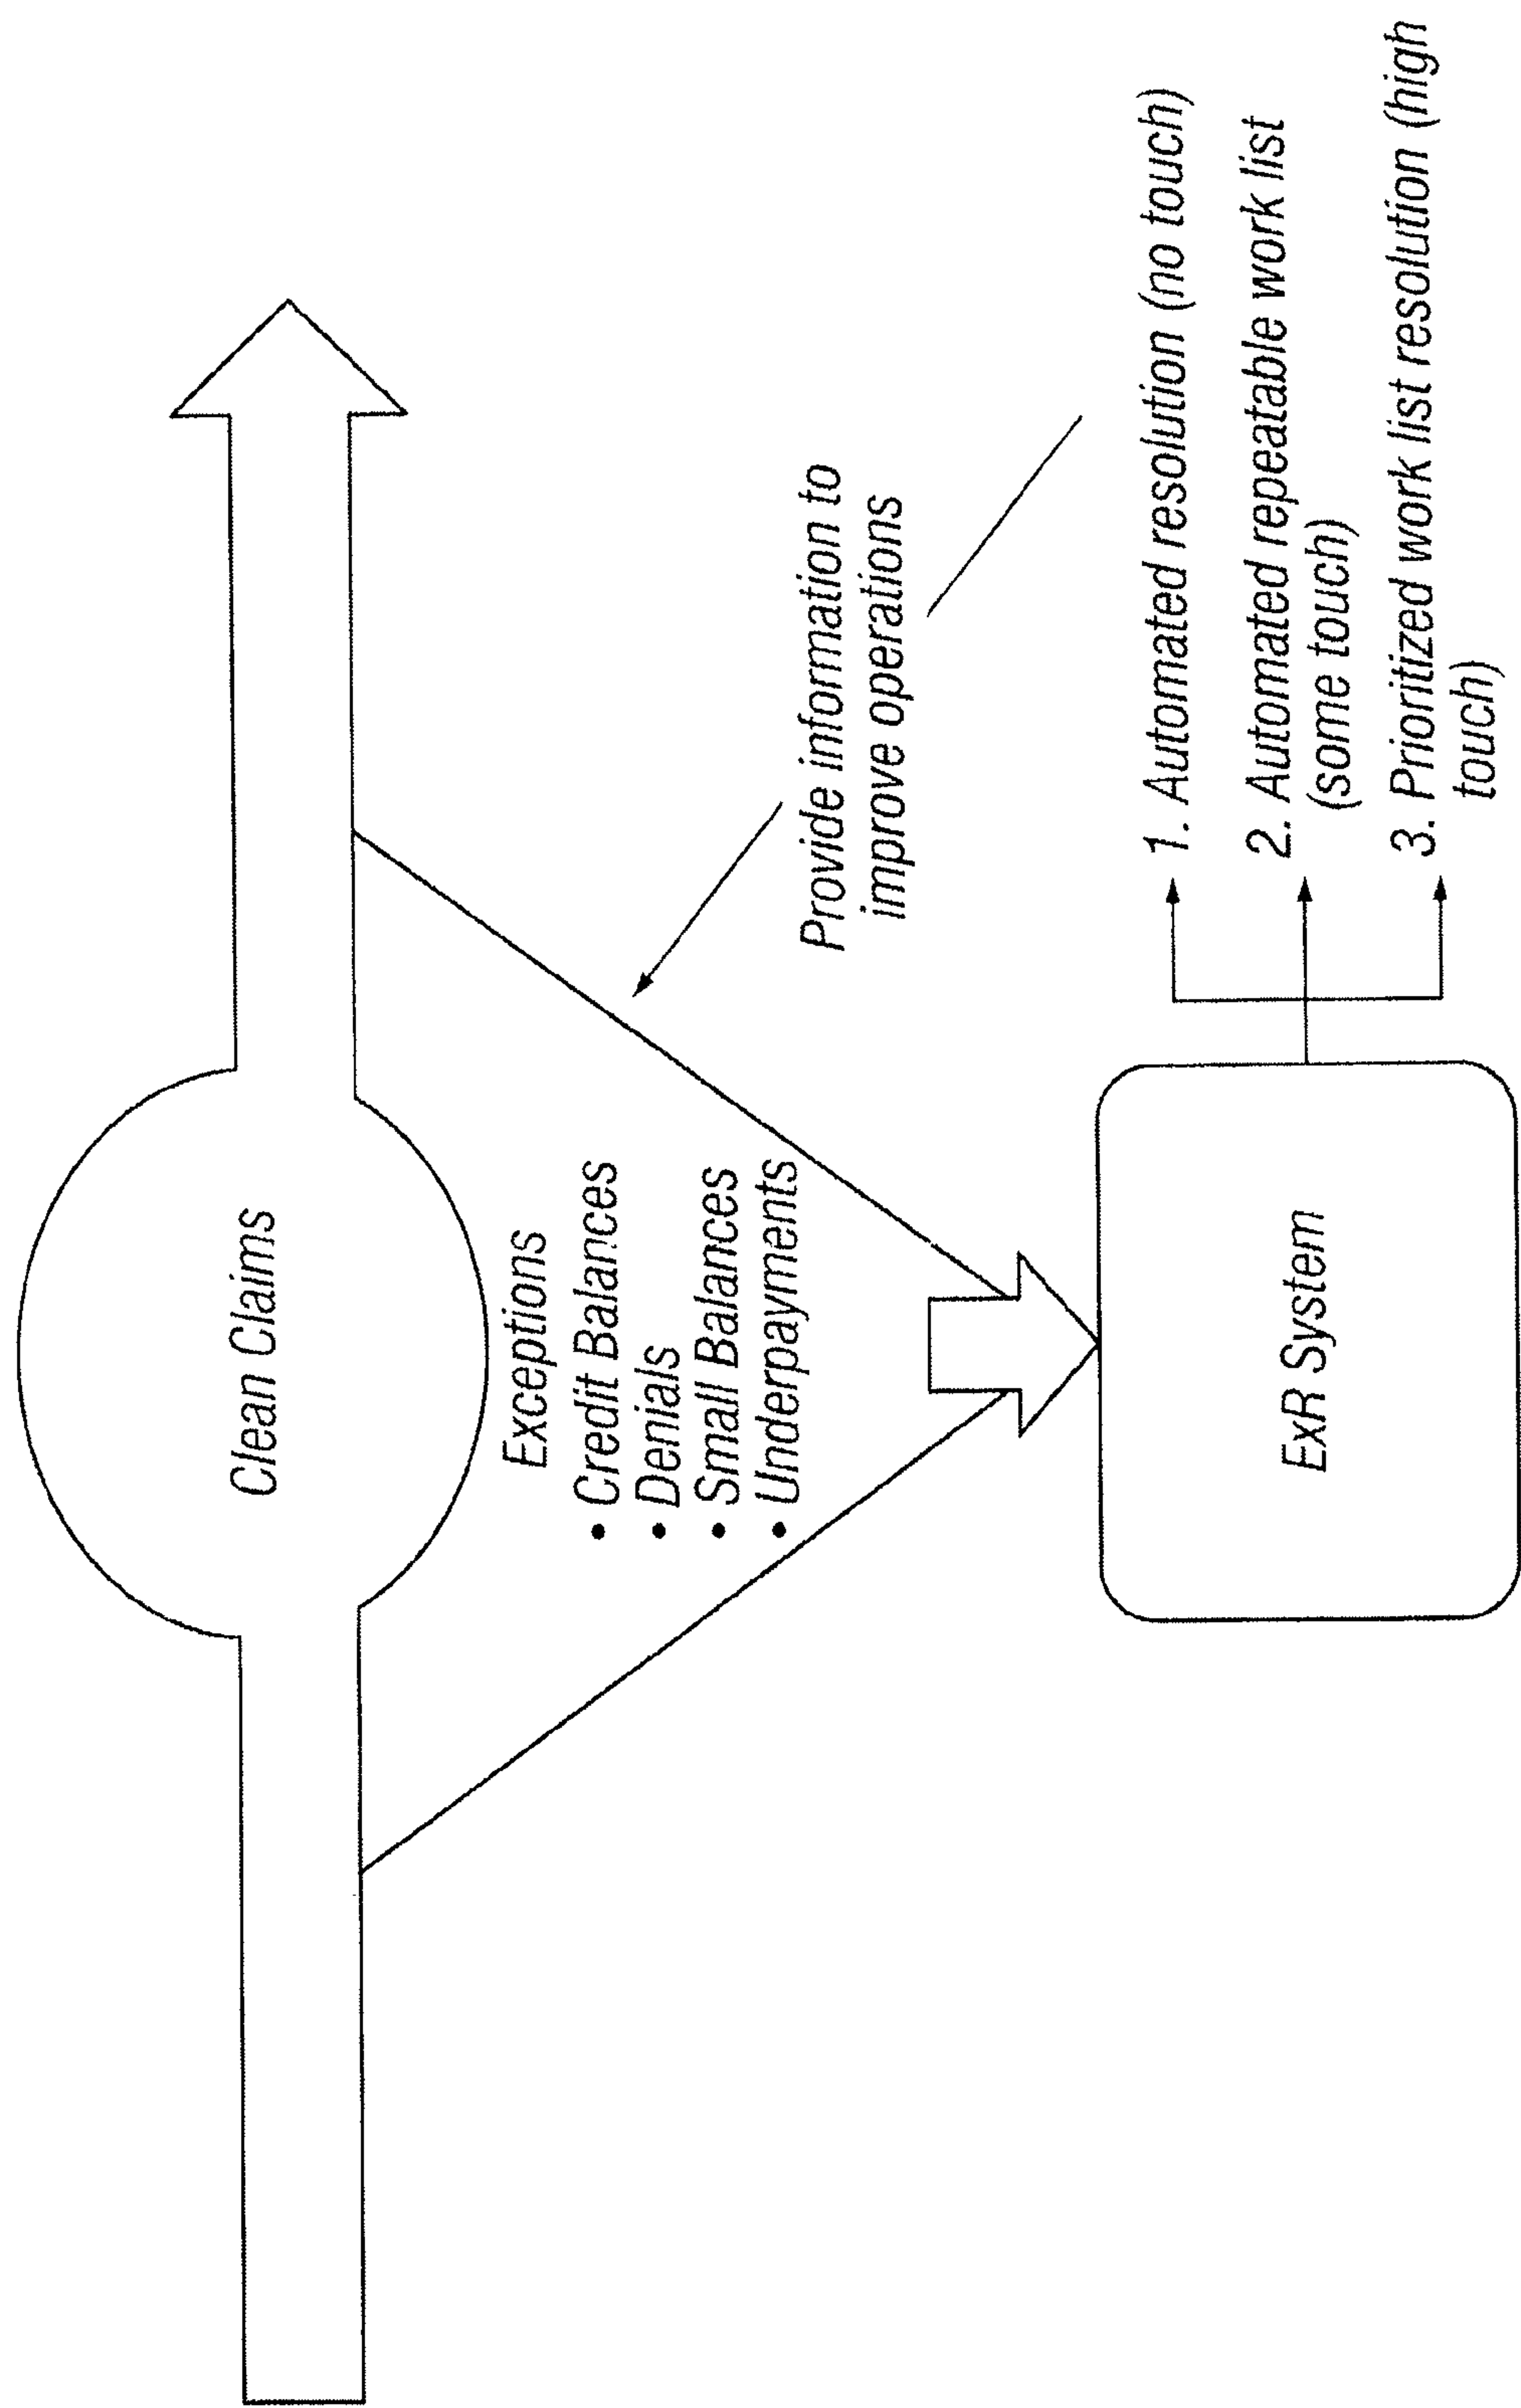 Clean Claims
Exceptions
• Credit Balances
• Denials
• Small Balances
• Underpayments
Provide information to
improve operations
ExR System
1. Automated resolution (no touch)
2. Automated repeatable work list
(some touch)
3. Prioritized work list resolution (high
touch)